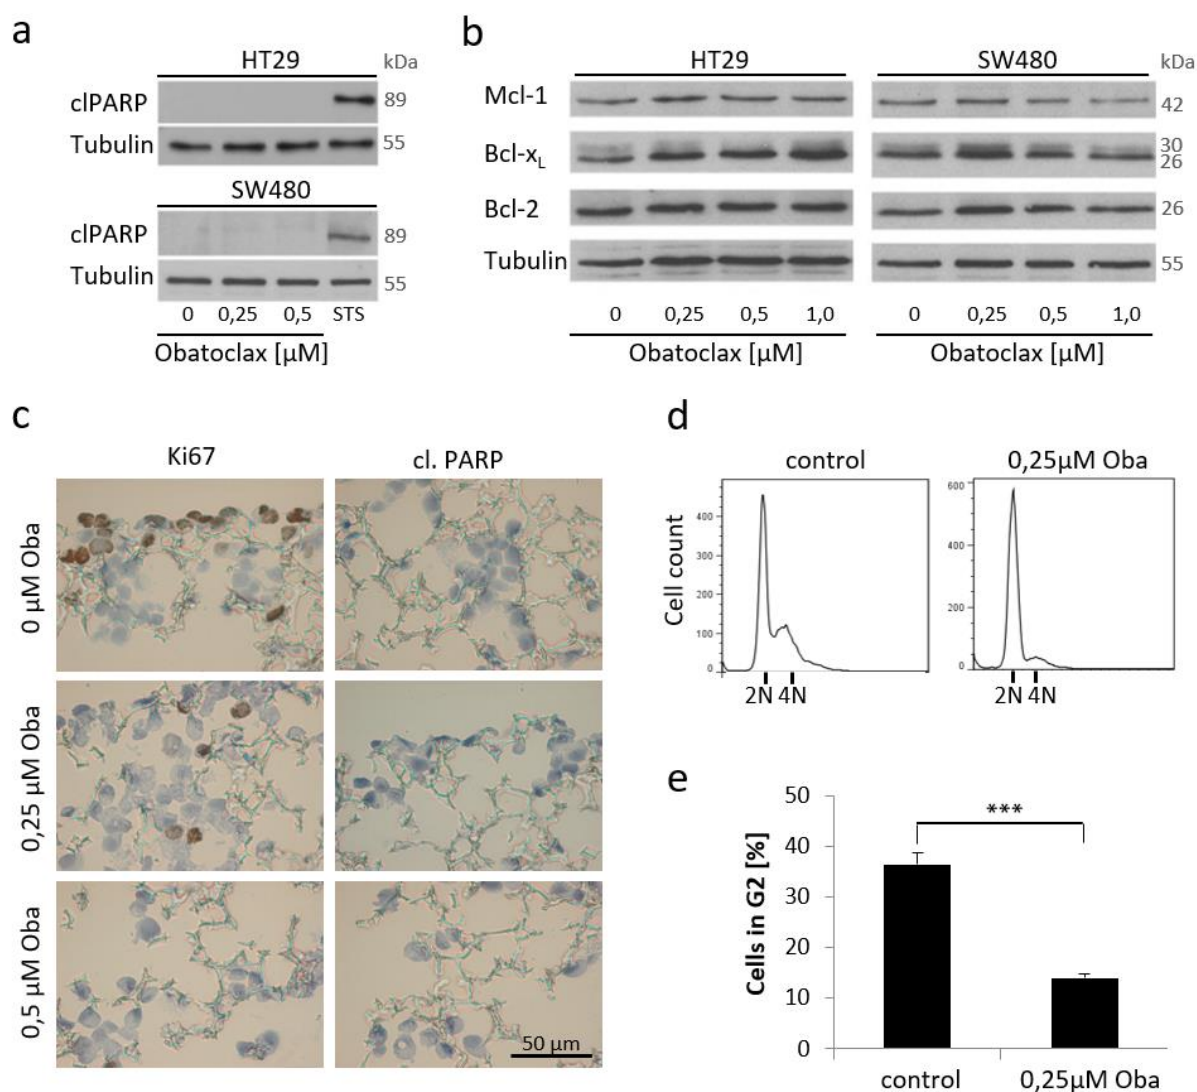 a
HT29
kDa
clPARP
89
Tubulin
55
SW480
clPARP
89
Tubulin
55
0 0,25 0,5 STS
Obatoclax [µM]
b
HT29 SW480
kDa
Mcl-1
42
Bcl-xL
30
26
Bcl-2
26
Tubulin
55
0 0,25 0,5 1,0 0 0,25 0,5 1,0
Obatoclax [µM] Obatoclax [µM]
c
Ki67 cl. PARP
0 µM Oba
0,25 µM Oba
0,5 µM Oba
50 µm
d
control 0,25µM Oba
Cell count
400
300
200
100
0
2N 4N
600
400
200
0
2N 4N
e
Cells in G2 [%]
50
40
30
20
10
0
***
control 0,25µM Oba